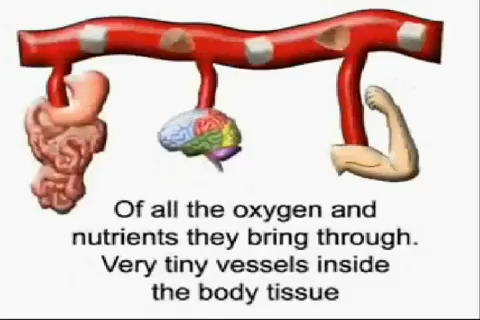 Of all the oxygen and
nutrients they bring through.
Very tiny vessels inside
the body tissue